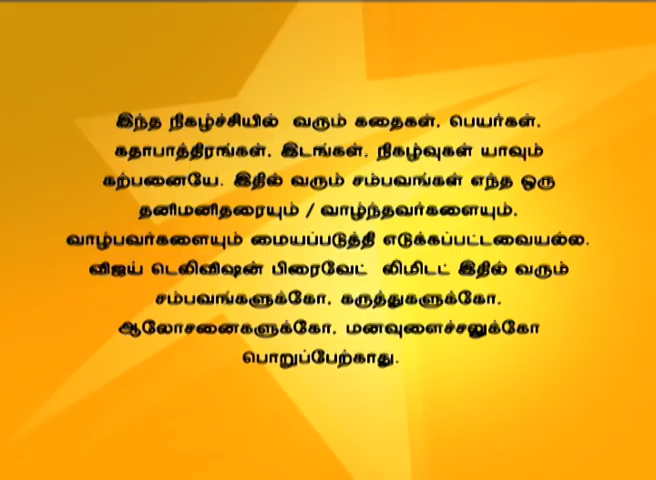 இந்த நிகழ்ச்சியில் வரும் கதைகள், பெயர்கள்,
கதாபாத்திரங்கள், இடங்கள், நிகழ்வுகள் யாவும்
கற்பனையே. இதில் வரும் சம்பவங்கள் எந்த ஒரு
தனிமனிதரையும் / வாழ்ந்தவர்களையும்,
வாழ்பவர்களையும் மையப்படுத்தி எடுக்கப்பட்டவையல்ல.
விஜய் டெலிவிஷன் பிரைவேட் லிமிடட் இதில் வரும்
சம்பவங்களுக்கோ, கருத்துகளுக்கோ,
ஆலோசனைகளுக்கோ, மனவுளைச்சலுக்கோ
பொறுப்பேற்காது.